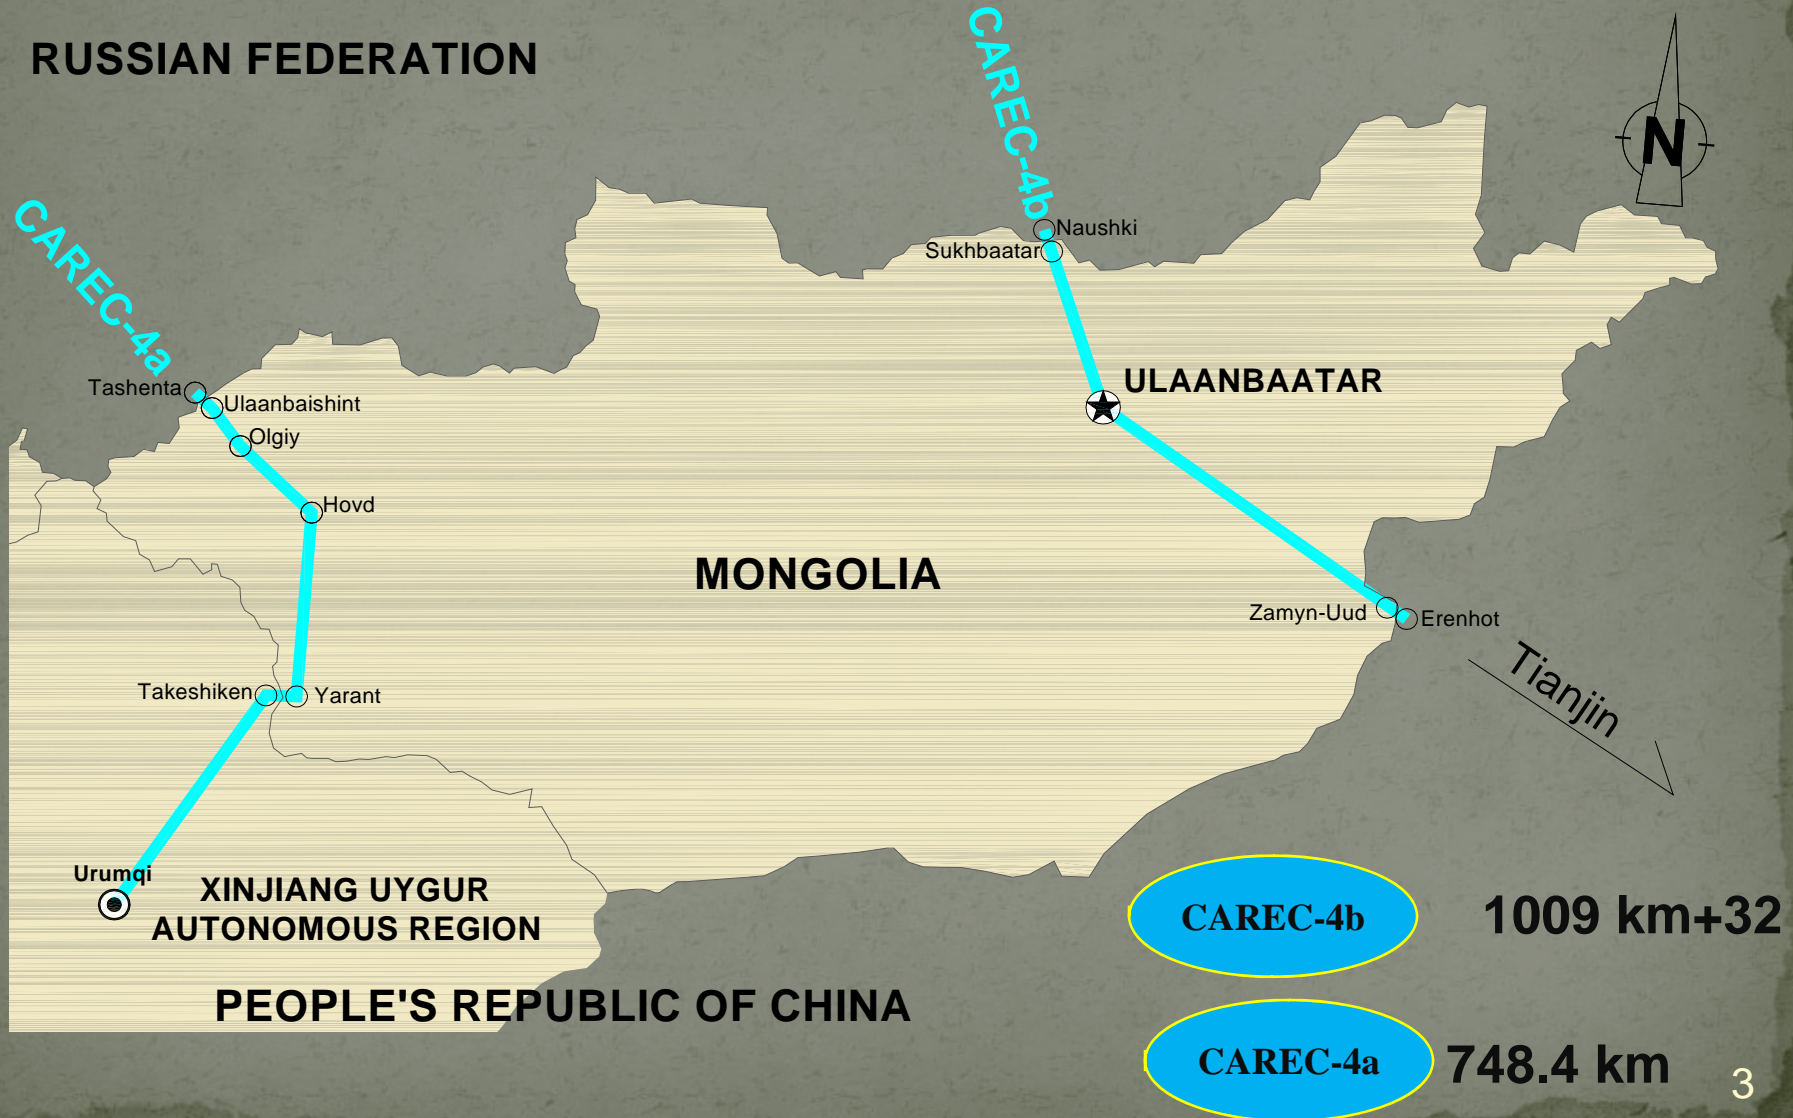 RUSSIAN FEDERATION
CAREC-4b
N
CAREC-4a
Naushki
Sukhbaatar
ULAANBAATAR
Tashenta
Ulaanbaishint
Olgiy
Hovd
MONGOLIA
Zamyn-Uud
Erenhot
Tianjin
Takeshiken
Yarant
Urumqi
XINJIANG UYGUR
AUTONOMOUS REGION
PEOPLE'S REPUBLIC OF CHINA
CAREC-4b
1009 km+32
CAREC-4a
748.4 km
3